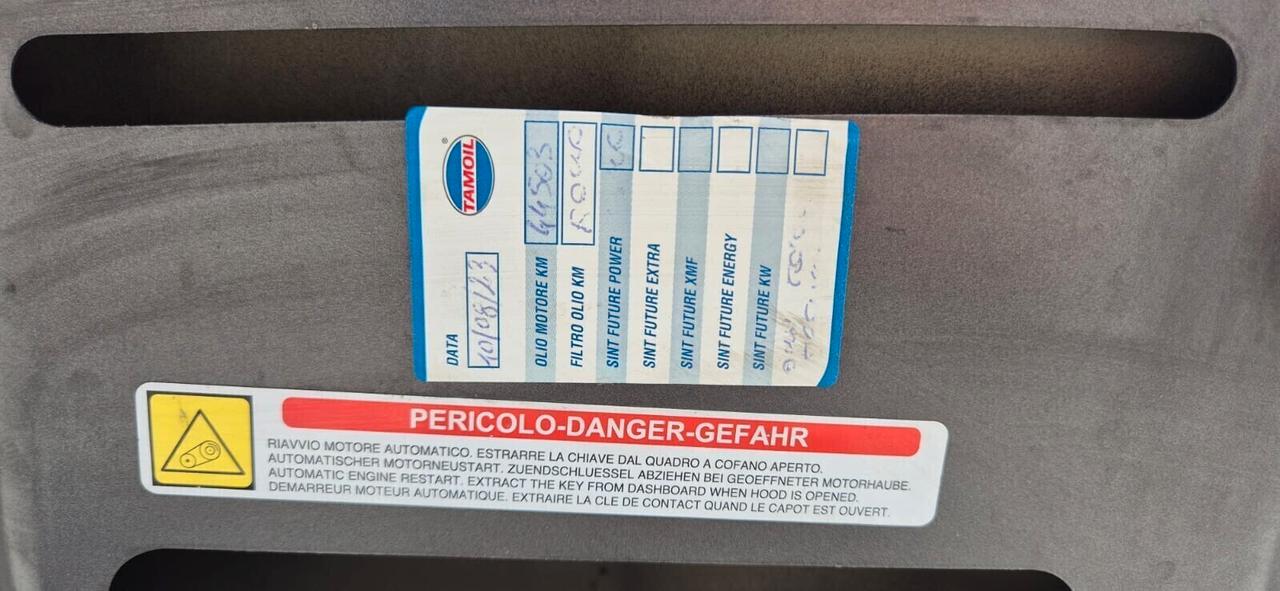 TAMOIL
DATA 10/08/23
OLIO MOTORE KM 44503
FILTRO OLIO KM
SINT FUTURE POWER
SINT FUTURE EXTRA
SINT FUTURE XMF
SINT FUTURE ENERGY
SINT FUTURE KW
PERICOLO-DANGER-GEFAHR
RIAVVIO MOTORE AUTOMATICO. ESTRARRE LA CHIAVE DAL QUADRO A COFANO APERTO.
AUTOMATISCHER MOTORNEUSTART. ZUENDSCHLUESSEL ABZIEHEN BEI GEOEFFNETER MOTORHAUBE.
AUTOMATIC ENGINE RESTART. EXTRACT THE KEY FROM DASHBOARD WHEN HOOD IS OPENED.
DEMARREUR MOTEUR AUTOMATIQUE. EXTRAIRE LA CLE DE CONTACT QUAND LE CAPOT EST OUVERT.